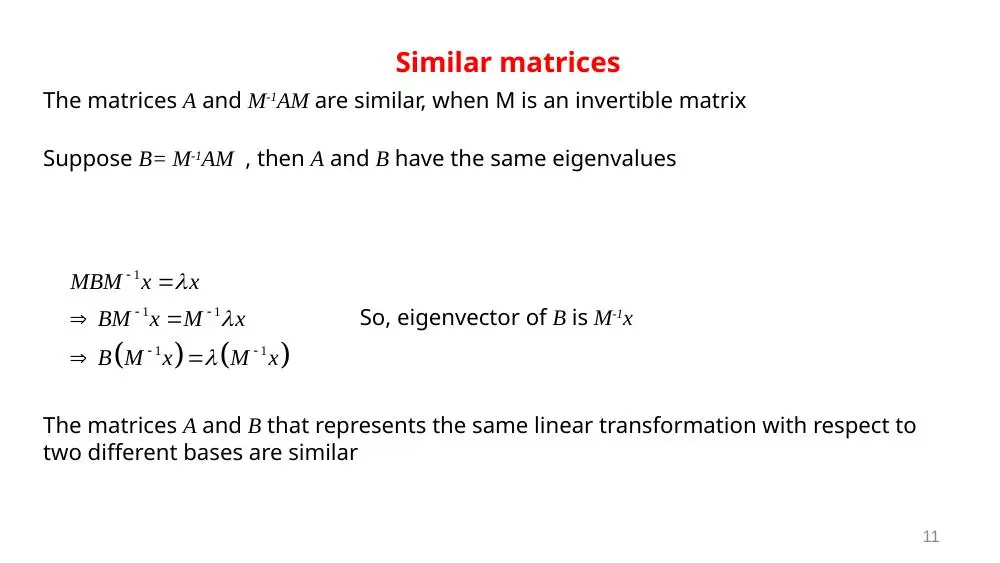 Similar matrices
The matrices A and M⁻¹AM are similar, when M is an invertible matrix
Suppose B= M⁻¹AM , then A and B have the same eigenvalues
MBM⁻¹x = λx
⇒ BM⁻¹x = M⁻¹λx
So, eigenvector of B is M⁻¹x
⇒ B(M⁻¹x) = λ(M⁻¹x)
The matrices A and B that represents the same linear transformation with respect to
two different bases are similar
11